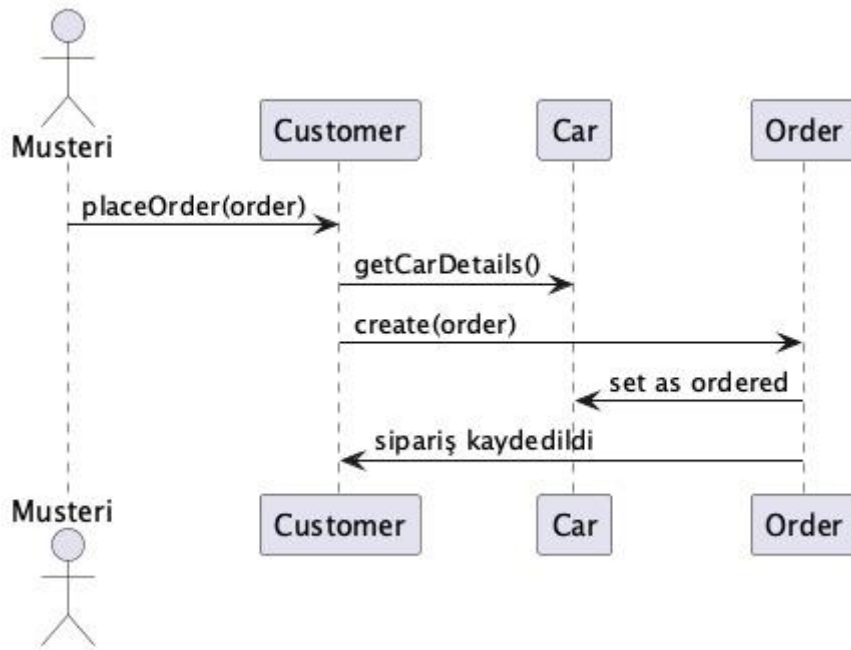 Musteri
Customer
Car
Order
placeOrder(order)
getCarDetails()
create(order)
set as ordered
sipariş kaydedildi
Musteri
Customer
Car
Order